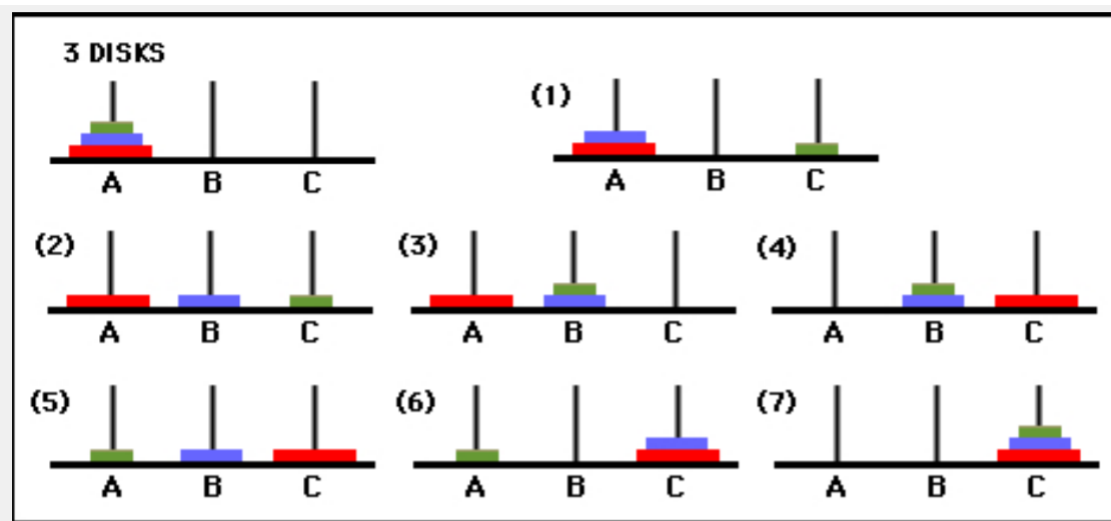 3 DISKS
(1)
A B C
A B C
(2) (3) (4)
A B C A B C A B C
(5) (6) (7)
A B C A B C A B C